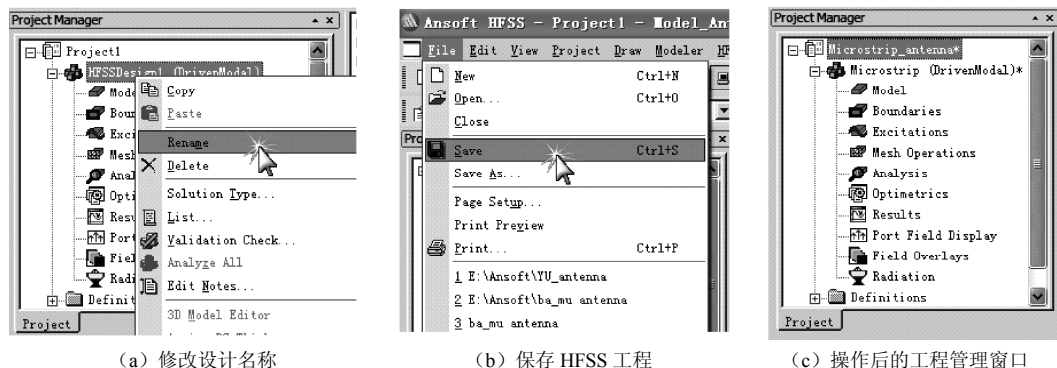 Project Manager
Project1
HFSSDesign1 (DrivenModal)
Mode
Boun
Exci
Mesh
Anal
Opti
Resu
Port
Fiel
Radi
Definit
Project
Copy
Paste
Rename
Delete
Solution Type...
List...
Validation Check...
Analyze All
Edit Notes...
3D Model Editor
(a)修改设计名称
Ansoft HFSS - Project1 - Model_An
File Edit View Project Draw Modeler HF
New Ctrl+N
Open... Ctrl+O
Close
Save Ctrl+S
Save As...
Page Setup...
Print Preview
Print... Ctrl+P
1 E:\Ansoft\YU_antenna
2 E:\Ansoft\ba_mu antenna
3 ba_mu antenna
Pro
(b)保存 HFSS 工程
Project Manager
Microstrip_antenna*
Microstrip (DrivenModal)*
Model
Boundaries
Excitations
Mesh Operations
Analysis
Optimetrics
Results
Port Field Display
Field Overlays
Radiation
Definitions
Project
(c)操作后的工程管理窗口